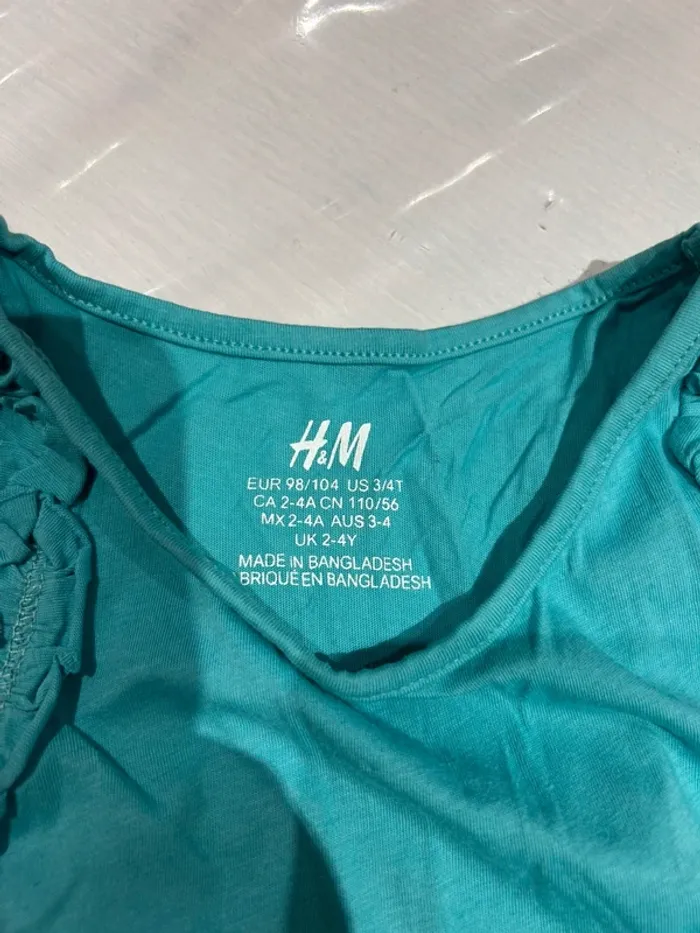 H&M
EUR 98/104 US 3/4T
CA 2-4A CN 110/56
MX 2-4A AUS 3-4
UK 2-4Y
MADE IN BANGLADESH
BRIQUÉ EN BANGLADESH